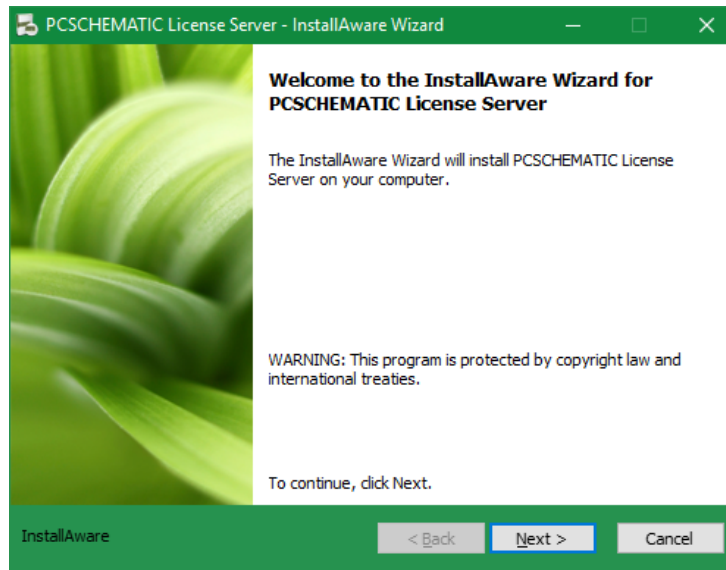 PCSCHEMATIC License Server - InstallAware Wizard
Welcome to the InstallAware Wizard for
PCSCHEMATIC License Server
The InstallAware Wizard will install PCSCHEMATIC License
Server on your computer.
WARNING: This program is protected by copyright law and
international treaties.
To continue, click Next.
InstallAware
< Back
Next >
Cancel